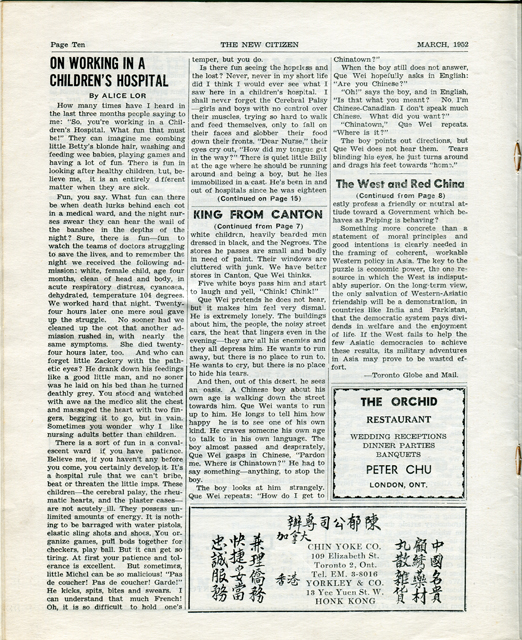 Page Ten
THE NEW CITIZEN
MARCH, 1952
ON WORKING IN A
CHILDREN'S HOSPITAL
By ALICE LOR
How many times have I heard in
the last three months people saying to
me: "So, you're working in a Chil-
dren's Hospital. What fun that must
be!" They can imagine me combing
little Betty's blonde hair, washing and
feeding wee babies, playing games and
having a lot of fun. There is fun in
looking after healthy children, but, be-
lieve me, it is an entirely different
matter when they are sick.
Fun, you say. What fun can there
be when death lurks behind each cot
in a medical ward, and the night nur-
ses swear they can hear the wail of
the banshee in the depths of the
night? Sure, there is fun—fun to
watch the teams of doctors struggling
to save the lives, and to remember the
night we received the following ad-
mission: white, female child, age four
months, clean of head and body, in
acute respiratory distress, cyanosis,
dehydrated, temperature 104 degrees.
We worked hard that night. Twenty-
four hours later one more soul gave
up the struggle. No sooner had we
cleaned up the cot that another ad-
mission rushed in, with nearly the
same symptoms. She died twenty-
four hours later, too. And who can
forget little Zackery with the path-
etic eyes? He drank down his feedings
like a good little man, and no sooner
was he laid on his bed than he turned
deathly grey. You stood and watched
with awe as the medico slit the chest
and massaged the heart with two fin-
gers, begging it to go, but in vain.
Sometimes you wonder why I like
nursing adults better than children.
There is a sort of fun in a conval-
escent ward if you have patience.
Believe me, if you haven't any before
you come, you certainly develop it. It's
a hospital rule that we can't bribe,
beat or threaten the little imps. These
children—the cerebral palsy, the rheu-
matic hearts, and the plaster cases—
are not acutely ill. They possess un-
limited amounts of energy. It is noth-
ing to be barraged with water pistols,
elastic sling shots and shoes. You or-
ganize games, put beds together for
checkers, play ball. But it can get so
tiring. At first your patience and tol-
erance is excellent. But sometimes,
little Michel can be so malicious! "Pas
de coucher! Pas de coucher! Garde!"
He kicks, spits, bites and swears. I
can understand that much French!
Oh, it is so difficult to hold one's
temper, but you do.
Is there fun seeing the hopeless and
the lost? Never, never in my short life
did I think I would ever see what I
saw here in a children's hospital. I
shall never forget the Cerebral Palsy
—girls and boys with no control over
their muscles, trying so hard to walk
and feed themselves, only to fall on
their faces and slobber their food
down their fronts. "Dear Nurse," their
eyes cry out, "How did my tongue get
in the way?" There is quiet little Billy
at the age where he should be running
around and being a boy, but he lies
immobilized in a cast. He's been in and
out of hospitals since he was eighteen
(Continued on Page 15)
KING FROM CANTON
(Continued from Page 7)
white children, heavily bearded men
dressed in black, and the Negroes. The
stores he passes are small and badly
in need of paint. Their windows are
cluttered with junk. We have better
stores in Canton, Que Wei thinks.
Five white boys pass him and start
to laugh and yell, "Chink! Chink!"
Que Wei pretends he does not hear,
but it makes him feel very dismal.
He is extremely lonely. The buildings
about him, the people, the noisy street
cars, the heat that lingers even in the
evening—they are all his enemies and
they all depress him. He wants to run
away, but there is no place to run to.
He wants to cry, but there is no place
to hide his tears.
And then, out of this desert, he sees
an oasis. A Chinese boy about his
own age is walking down the street
towards him. Que Wei wants to run
up to him. He longs to tell him how
happy he is to see one of his own
kind. He craves someone his own age
to talk to in his own language. The
boy almost passed and desperately,
Que Wei gasps in Chinese, "Pardon
me. Where is Chinatown?" He had to
say something—anything, to stop the
boy.
The boy looks at him strangely.
Que Wei repeats: "How do I get to
Chinatown?"
When the boy still does not answer,
Que Wei hopefully asks in English:
"Are you Chinese?"
"Oh!" says the boy, and in English,
"Is that what you meant? No, I'm
Chinese-Canadian. I don't speak much
Chinese. What did you want?"
"Chinatown," Que Wei repeats.
"Where is it?"
The boy points out directions, but
Que Wei does not hear them. Tears
blinding his eyes, he just turns around
and drags his feet towards "home."
The West and Red China
(Continued from Page 8)
estly profess a friendly or neutral at-
titude toward a Government which be-
haves as Peiping is behaving?
Something more concrete than a
statement of moral principles and
good intentions is clearly needed in
the framing of coherent, workable
Western policy in Asia. The key to the
puzzle is economic power, the one re-
source in which the West is indisput-
ably superior. On the long-term view,
the only salvation of Western-Asiatic
friendship will be a demonstration, in
countries like India and Parkistan,
that the democratic system pays divi-
dends in welfare and the enjoyment
of life. If the West fails to help the
few Asiatic democracies to achieve
these results, its military adventures
in Asia may prove to be wasted ef-
fort.
—Toronto Globe and Mail.
THE ORCHID
RESTAURANT
WEDDING RECEPTIONS
DINNER PARTIES
BANQUETS
PETER CHU
LONDON, ONT.
陳郁公司專辦
中國名貴
顧繡藥材
丸散雜貨
加拿大
CHIN YOKE CO.
109 Elizabeth St.
Toronto 2, Ont.
Tel. EM. 3-8016
香港
YORKLEY & CO.
13 Yee Yuen St. W.
HONK KONG
兼理僑務
快捷妥當
忠誠服務